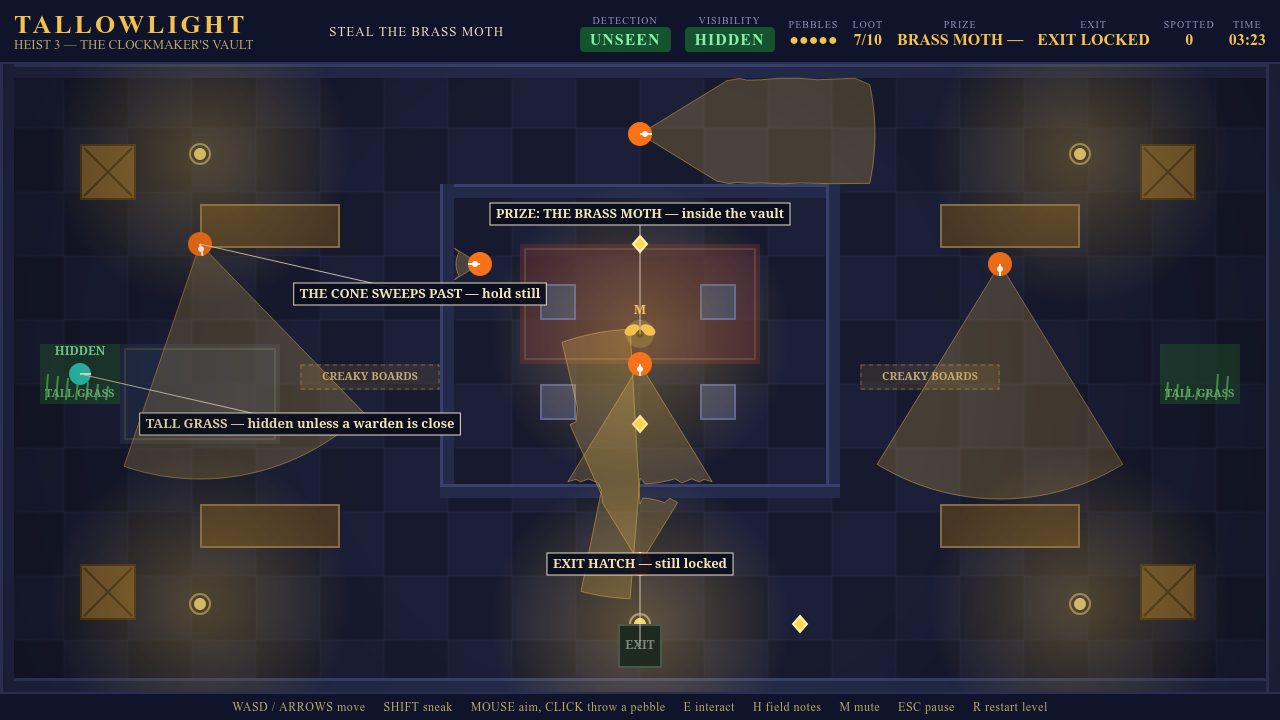 TALLOWLIGHT
HEIST 3 — THE CLOCKMAKER'S VAULT
STEAL THE BRASS MOTH
DETECTION
UNSEEN
VISIBILITY
HIDDEN
PEBBLES
●●●●●
LOOT
7/10
PRIZE
BRASS MOTH —
EXIT
EXIT LOCKED
SPOTTED
0
TIME
03:23
PRIZE: THE BRASS MOTH — inside the vault
THE CONE SWEEPS PAST — hold still
M
HIDDEN
TALL GRASS
CREAKY BOARDS
CREAKY BOARDS
TALL GRASS
TALL GRASS — hidden unless a warden is close
EXIT HATCH — still locked
EXIT
WASD / ARROWS move SHIFT sneak MOUSE aim, CLICK throw a pebble E interact H field notes M mute ESC pause R restart level